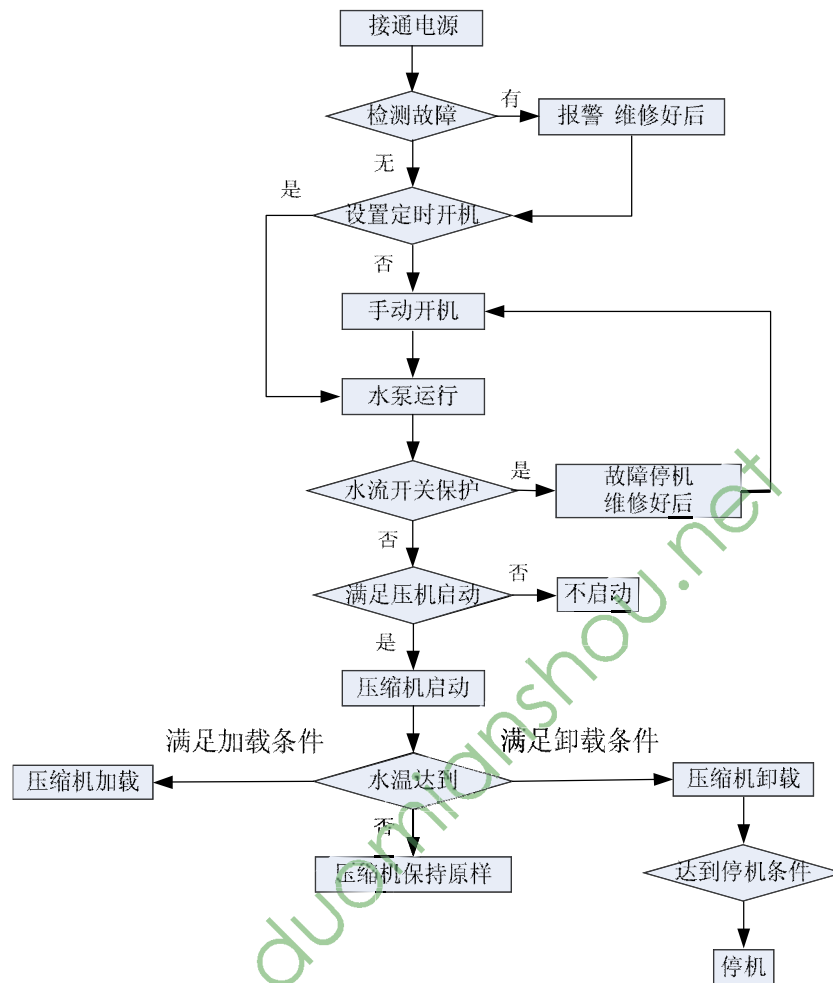 接通电源
检测故障
有
报警 维修好后
无
是
设置定时开机
否
手动开机
水泵运行
水流开关保护
是
故障停机
维修好后
否
满足压机启动
否
不启动
是
压缩机启动
满足加载条件
满足卸载条件
压缩机加载
水温达到
压缩机卸载
否
压缩机保持原样
达到停机条件
停机
duomianshou.net